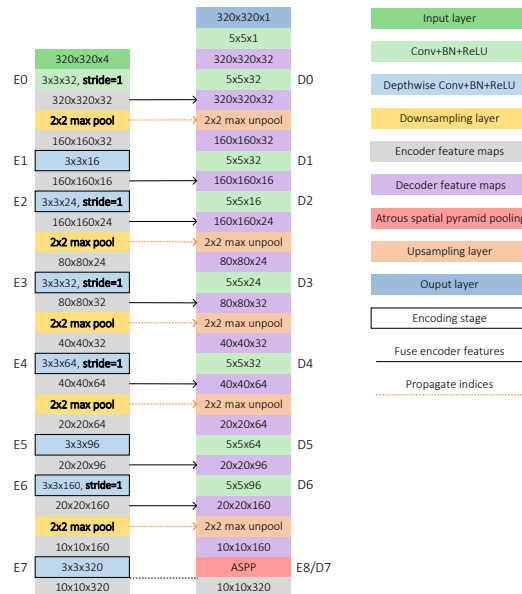 320x320x4
E0
3x3x32, stride=1
320x320x32
2x2 max pool
160x160x32
E1
3x3x16
160x160x16
E2
3x3x24, stride=1
160x160x24
2x2 max pool
80x80x24
E3
3x3x32, stride=1
80x80x32
2x2 max pool
40x40x32
E4
3x3x64, stride=1
40x40x64
2x2 max pool
20x20x64
E5
3x3x96
20x20x96
E6
3x3x160, stride=1
20x20x160
2x2 max pool
10x10x160
E7
3x3x320
10x10x320
320x320x1
5x5x1
320x320x32
5x5x32
D0
320x320x32
2x2 max unpool
160x160x32
5x5x32
D1
160x160x16
5x5x16
D2
160x160x24
2x2 max unpool
80x80x24
5x5x24
D3
80x80x32
2x2 max unpool
40x40x32
5x5x32
D4
40x40x64
2x2 max unpool
20x20x64
5x5x64
D5
20x20x96
5x5x96
D6
20x20x160
2x2 max unpool
10x10x160
ASPP
E8/D7
10x10x320
Input layer
Conv+BN+ReLU
Depthwise Conv+BN+ReLU
Downsampling layer
Encoder feature maps
Decoder feature maps
Atrous spatial pyramid pooling
Upsampling layer
Ouput layer
Encoding stage
Fuse encoder features
Propagate indices